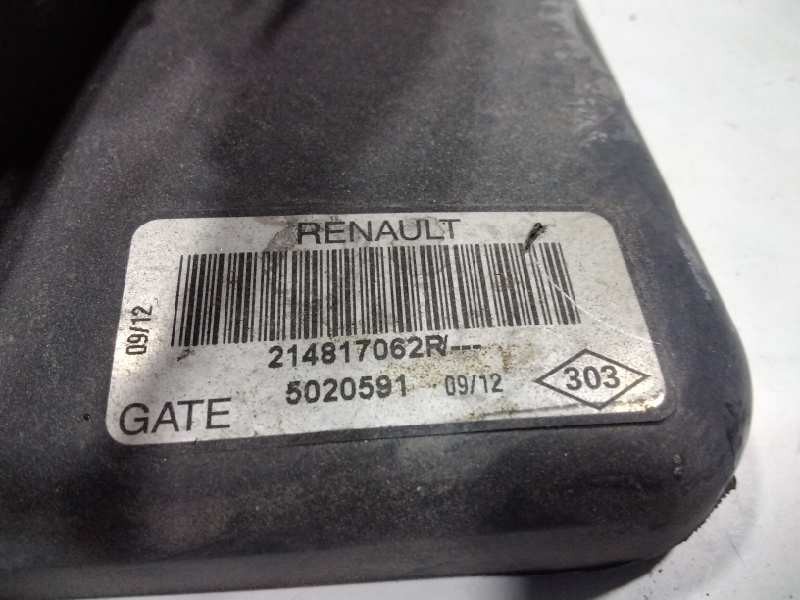 RENAULT
09/12
214817062R/---
5020591 09/12 303
GATE